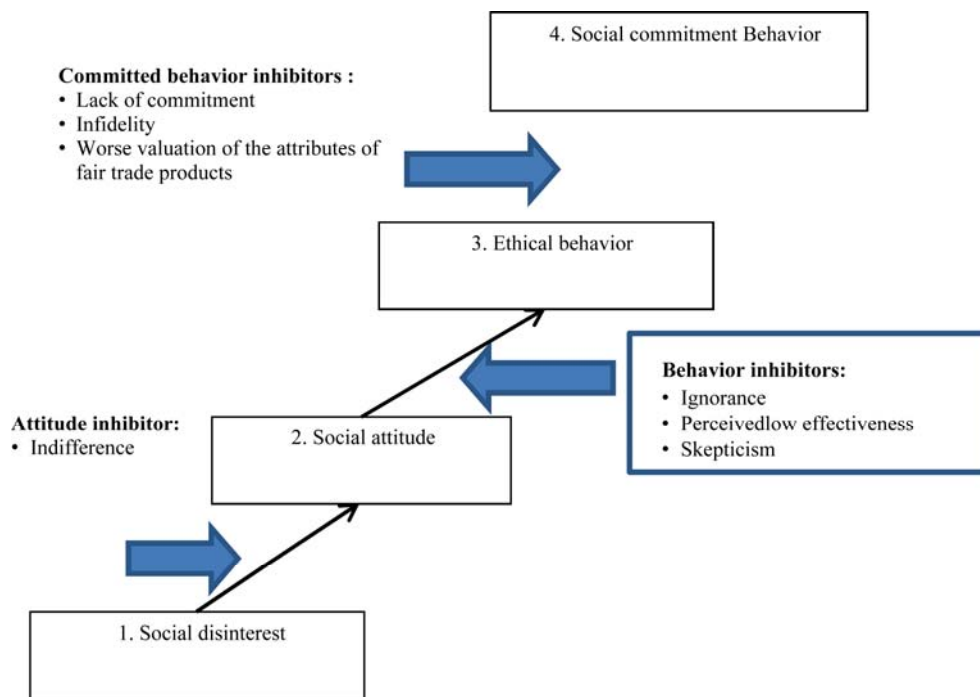 4. Social commitment Behavior
Committed behavior inhibitors :
• Lack of commitment
• Infidelity
• Worse valuation of the attributes of
fair trade products
3. Ethical behavior
Behavior inhibitors:
• Ignorance
• Perceivedlow effectiveness
• Skepticism
Attitude inhibitor:
• Indifference
2. Social attitude
1. Social disinterest